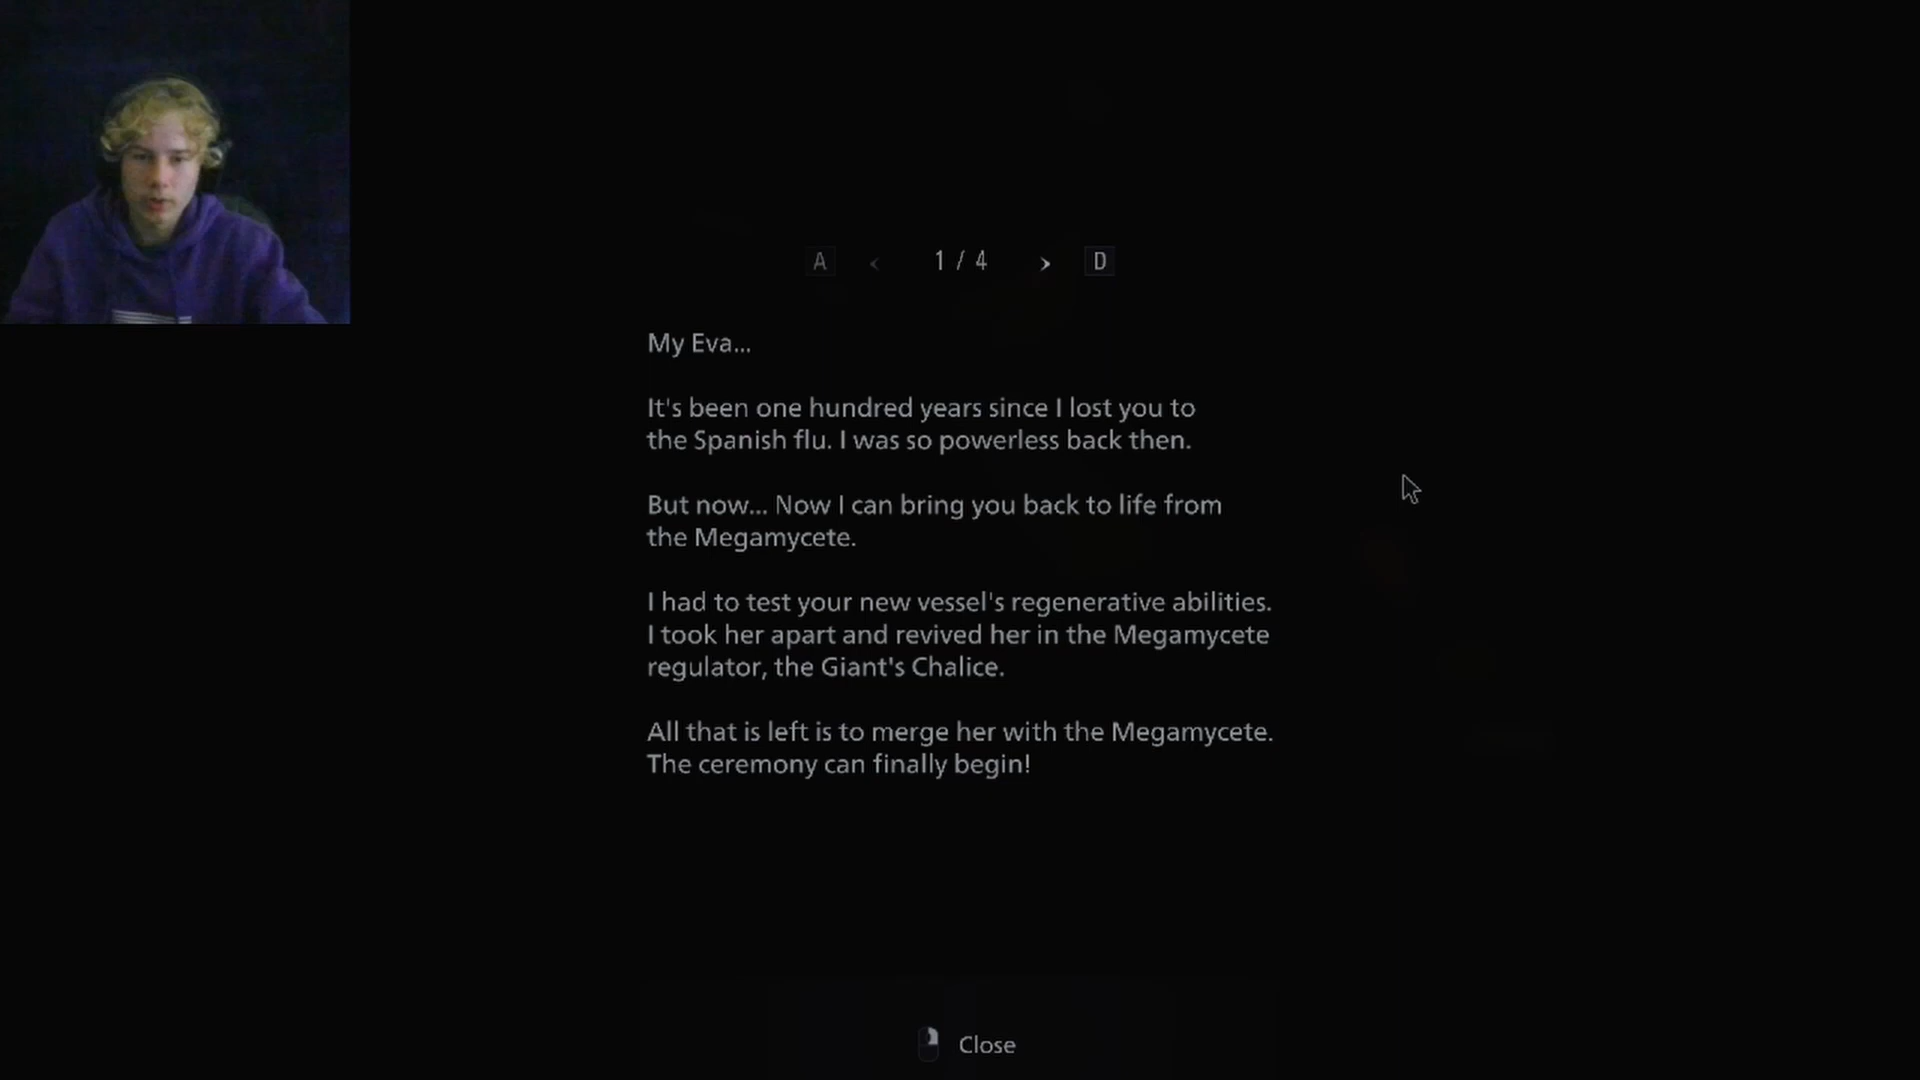 A < 1 / 4 > D
My Eva...
It's been one hundred years since I lost you to
the Spanish flu. I was so powerless back then.
But now... Now I can bring you back to life from
the Megamycete.
I had to test your new vessel's regenerative abilities.
I took her apart and revived her in the Megamycete
regulator, the Giant's Chalice.
All that is left is to merge her with the Megamycete.
The ceremony can finally begin!
Close